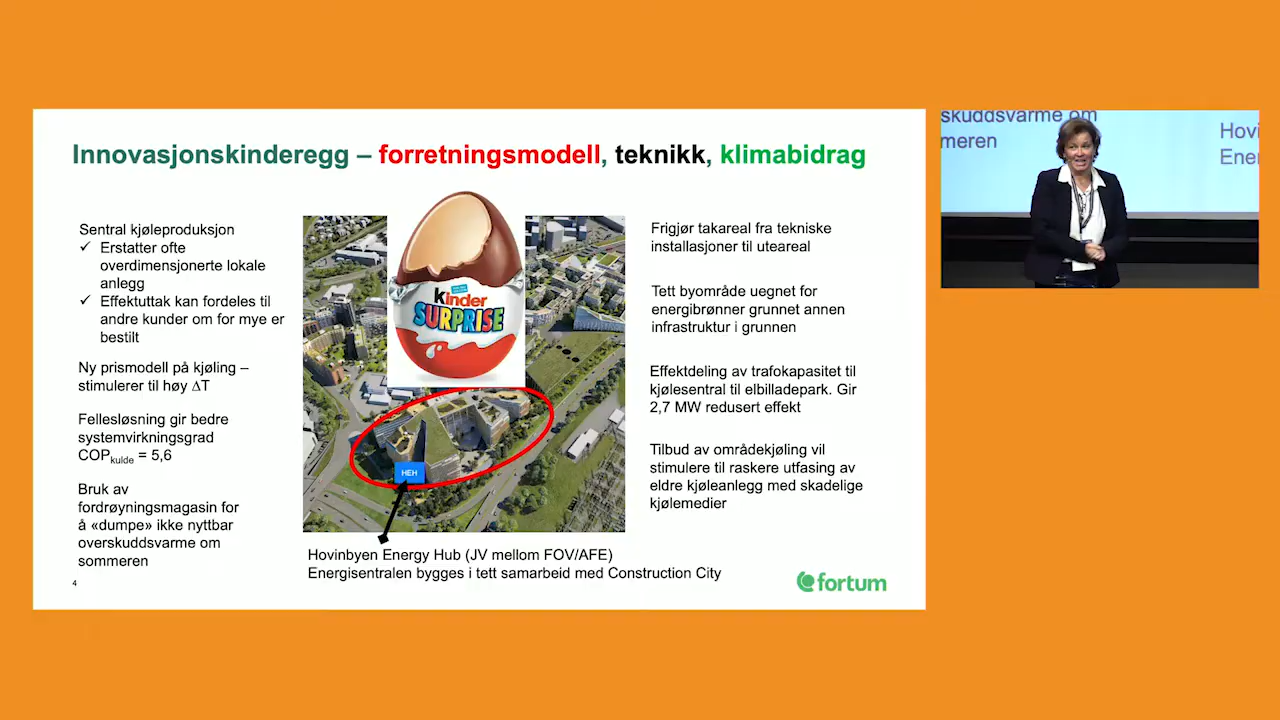 Innovasjonskinderegg – forretningsmodell, teknikk, klimabidrag
Sentral kjøleproduksjon
✓ Erstatter ofte
overdimensjonerte lokale
anlegg
✓ Effektuttak kan fordeles til
andre kunder om for mye er
bestilt
Ny prismodell på kjøling –
stimulerer til høy ΔT
Fellesløsning gir bedre
systemvirkningsgrad
COPkulde = 5,6
Bruk av
fordrøyningsmagasin for
å «dumpe» ikke nyttbar
overskuddsvarme om
sommeren
4
kinder
SURPRISE
HEH
Hovinbyen Energy Hub (JV mellom FOV/AFE)
Energisentralen bygges i tett samarbeid med Construction City
Frigjør takareal fra tekniske
installasjoner til uteareal
Tett byområde uegnet for
energibrønner grunnet annen
infrastruktur i grunnen
Effektdeling av trafokapasitet til
kjølesentral til elbilladepark. Gir
2,7 MW redusert effekt
Tilbud av områdekjøling vil
stimulere til raskere utfasing av
eldre kjøleanlegg med skadelige
kjølemedier
fortum
skuddsvarme om
meren
Hovi
Ene